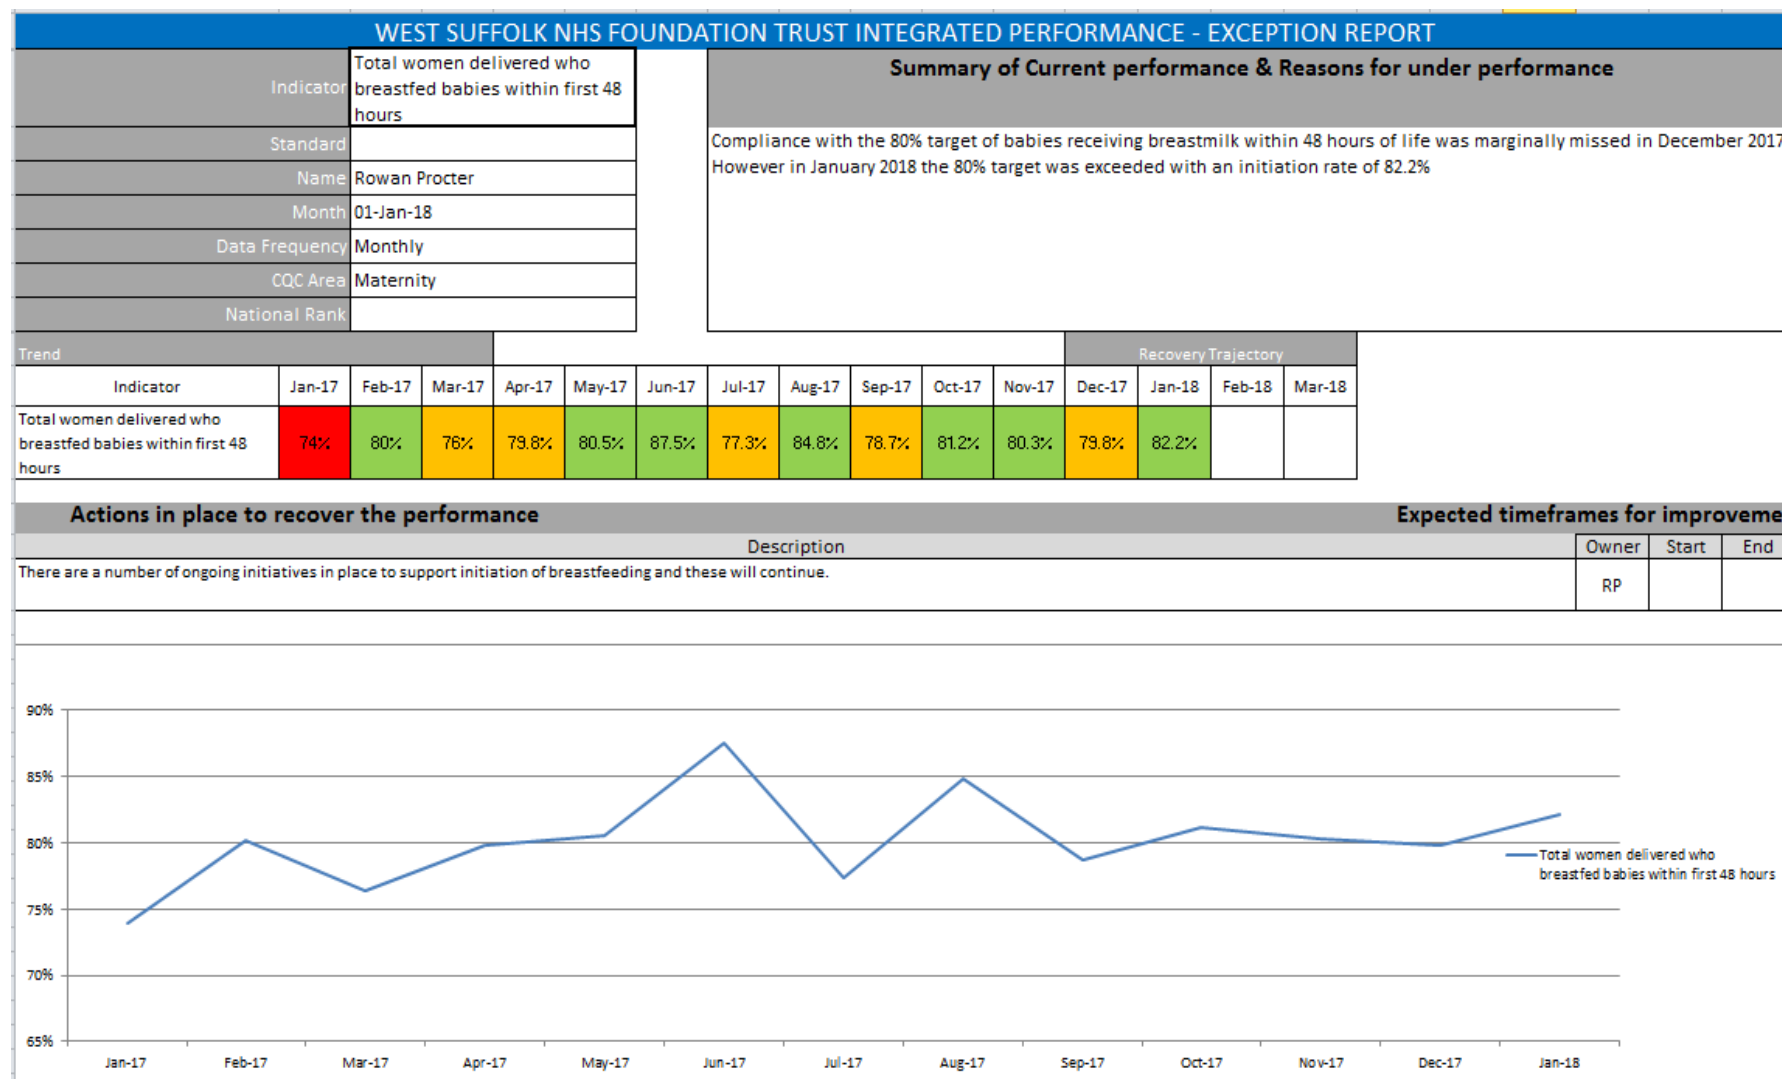 WEST SUFFOLK NHS FOUNDATION TRUST INTEGRATED PERFORMANCE - EXCEPTION REPORT
Indicator
Total women delivered who
breastfed babies within first 48
hours
Standard
Name Rowan Procter
Month 01-Jan-18
Data Frequency Monthly
CQC Area Maternity
National Rank
Summary of Current performance & Reasons for under performance
Compliance with the 80% target of babies receiving breastmilk within 48 hours of life was marginally missed in December 2017
However in January 2018 the 80% target was exceeded with an initiation rate of 82.2%
Trend
Recovery Trajectory
Indicator Jan-17 Feb-17 Mar-17 Apr-17 May-17 Jun-17 Jul-17 Aug-17 Sep-17 Oct-17 Nov-17 Dec-17 Jan-18 Feb-18 Mar-18
Total women delivered who
breastfed babies within first 48
hours
74% 80% 76% 79.8% 80.5% 87.5% 77.3% 84.8% 78.7% 81.2% 80.3% 79.8% 82.2%
Actions in place to recover the performance
Expected timeframes for improveme
Description Owner Start End
There are a number of ongoing initiatives in place to support initiation of breastfeeding and these will continue.
RP
90%
85%
80%
75%
70%
65%
Jan-17 Feb-17 Mar-17 Apr-17 May-17 Jun-17 Jul-17 Aug-17 Sep-17 Oct-17 Nov-17 Dec-17 Jan-18
Total women delivered who
breastfed babies within first 48 hours